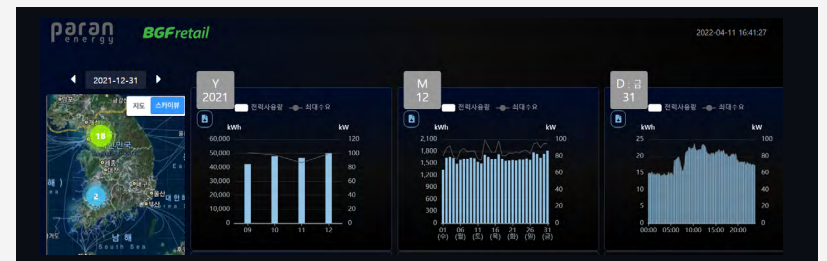 paran
energy
BGFretail
2022-04-11 16:41:27
2021-12-31
지도 스카이뷰
18
2
남해
South Sea
Y
2021
전력사용량 최대수요
kWh kW
60,000 120
50,000 100
40,000 80
30,000 60
20,000 40
10,000 20
0 0
09 10 11 12
M
12
전력사용량 최대수요
kWh kW
2,100 100
1,800 80
1,500
1,200 60
900 40
600
300 20
0 0
01 06 11 16 21 26 31
(수) (월) (토) (목) (화) (일) (금)
D : 금
31
전력사용량 최대수요
kWh kW
25 100
20 80
15 60
10 40
5 20
0 0
00:00 05:00 10:00 15:00 20:00